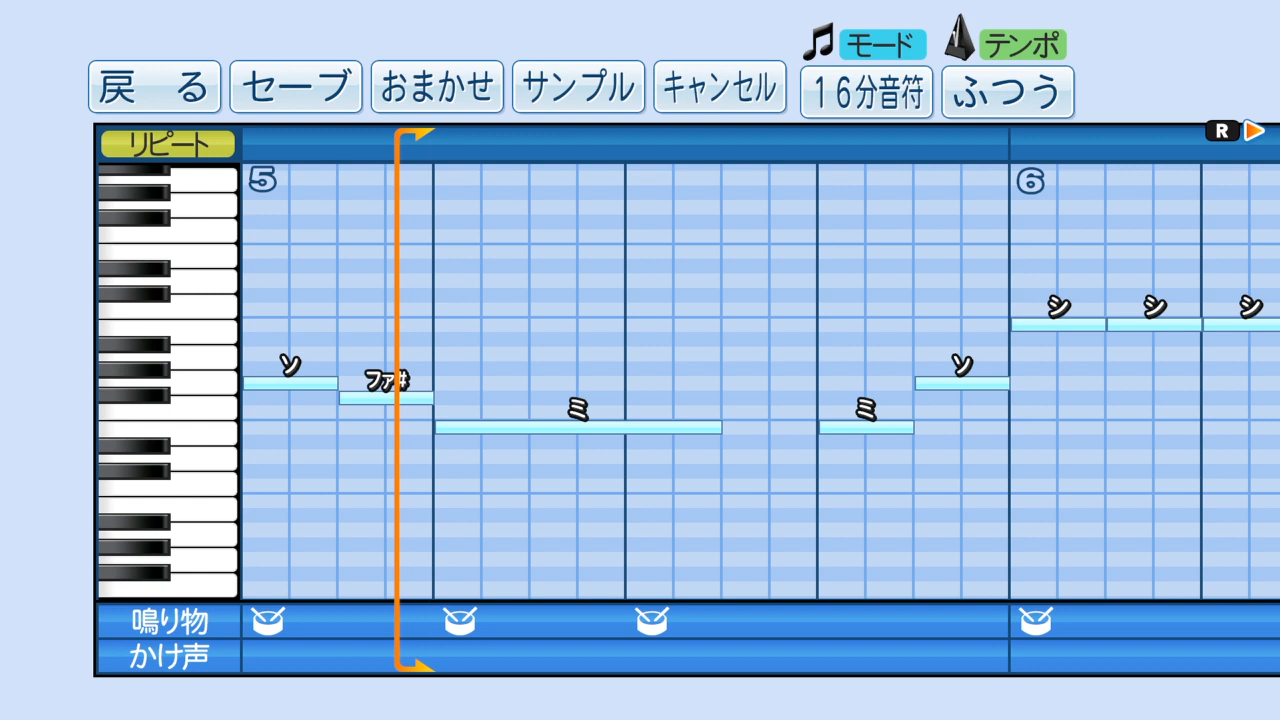 モード テンポ
戻る セーブ おまかせ サンプル キャンセル 16分音符 ふつう
リピート R
5 6
シ シ シ
ソ ソ
ファ#
ミ ミ
鳴り物
かけ声